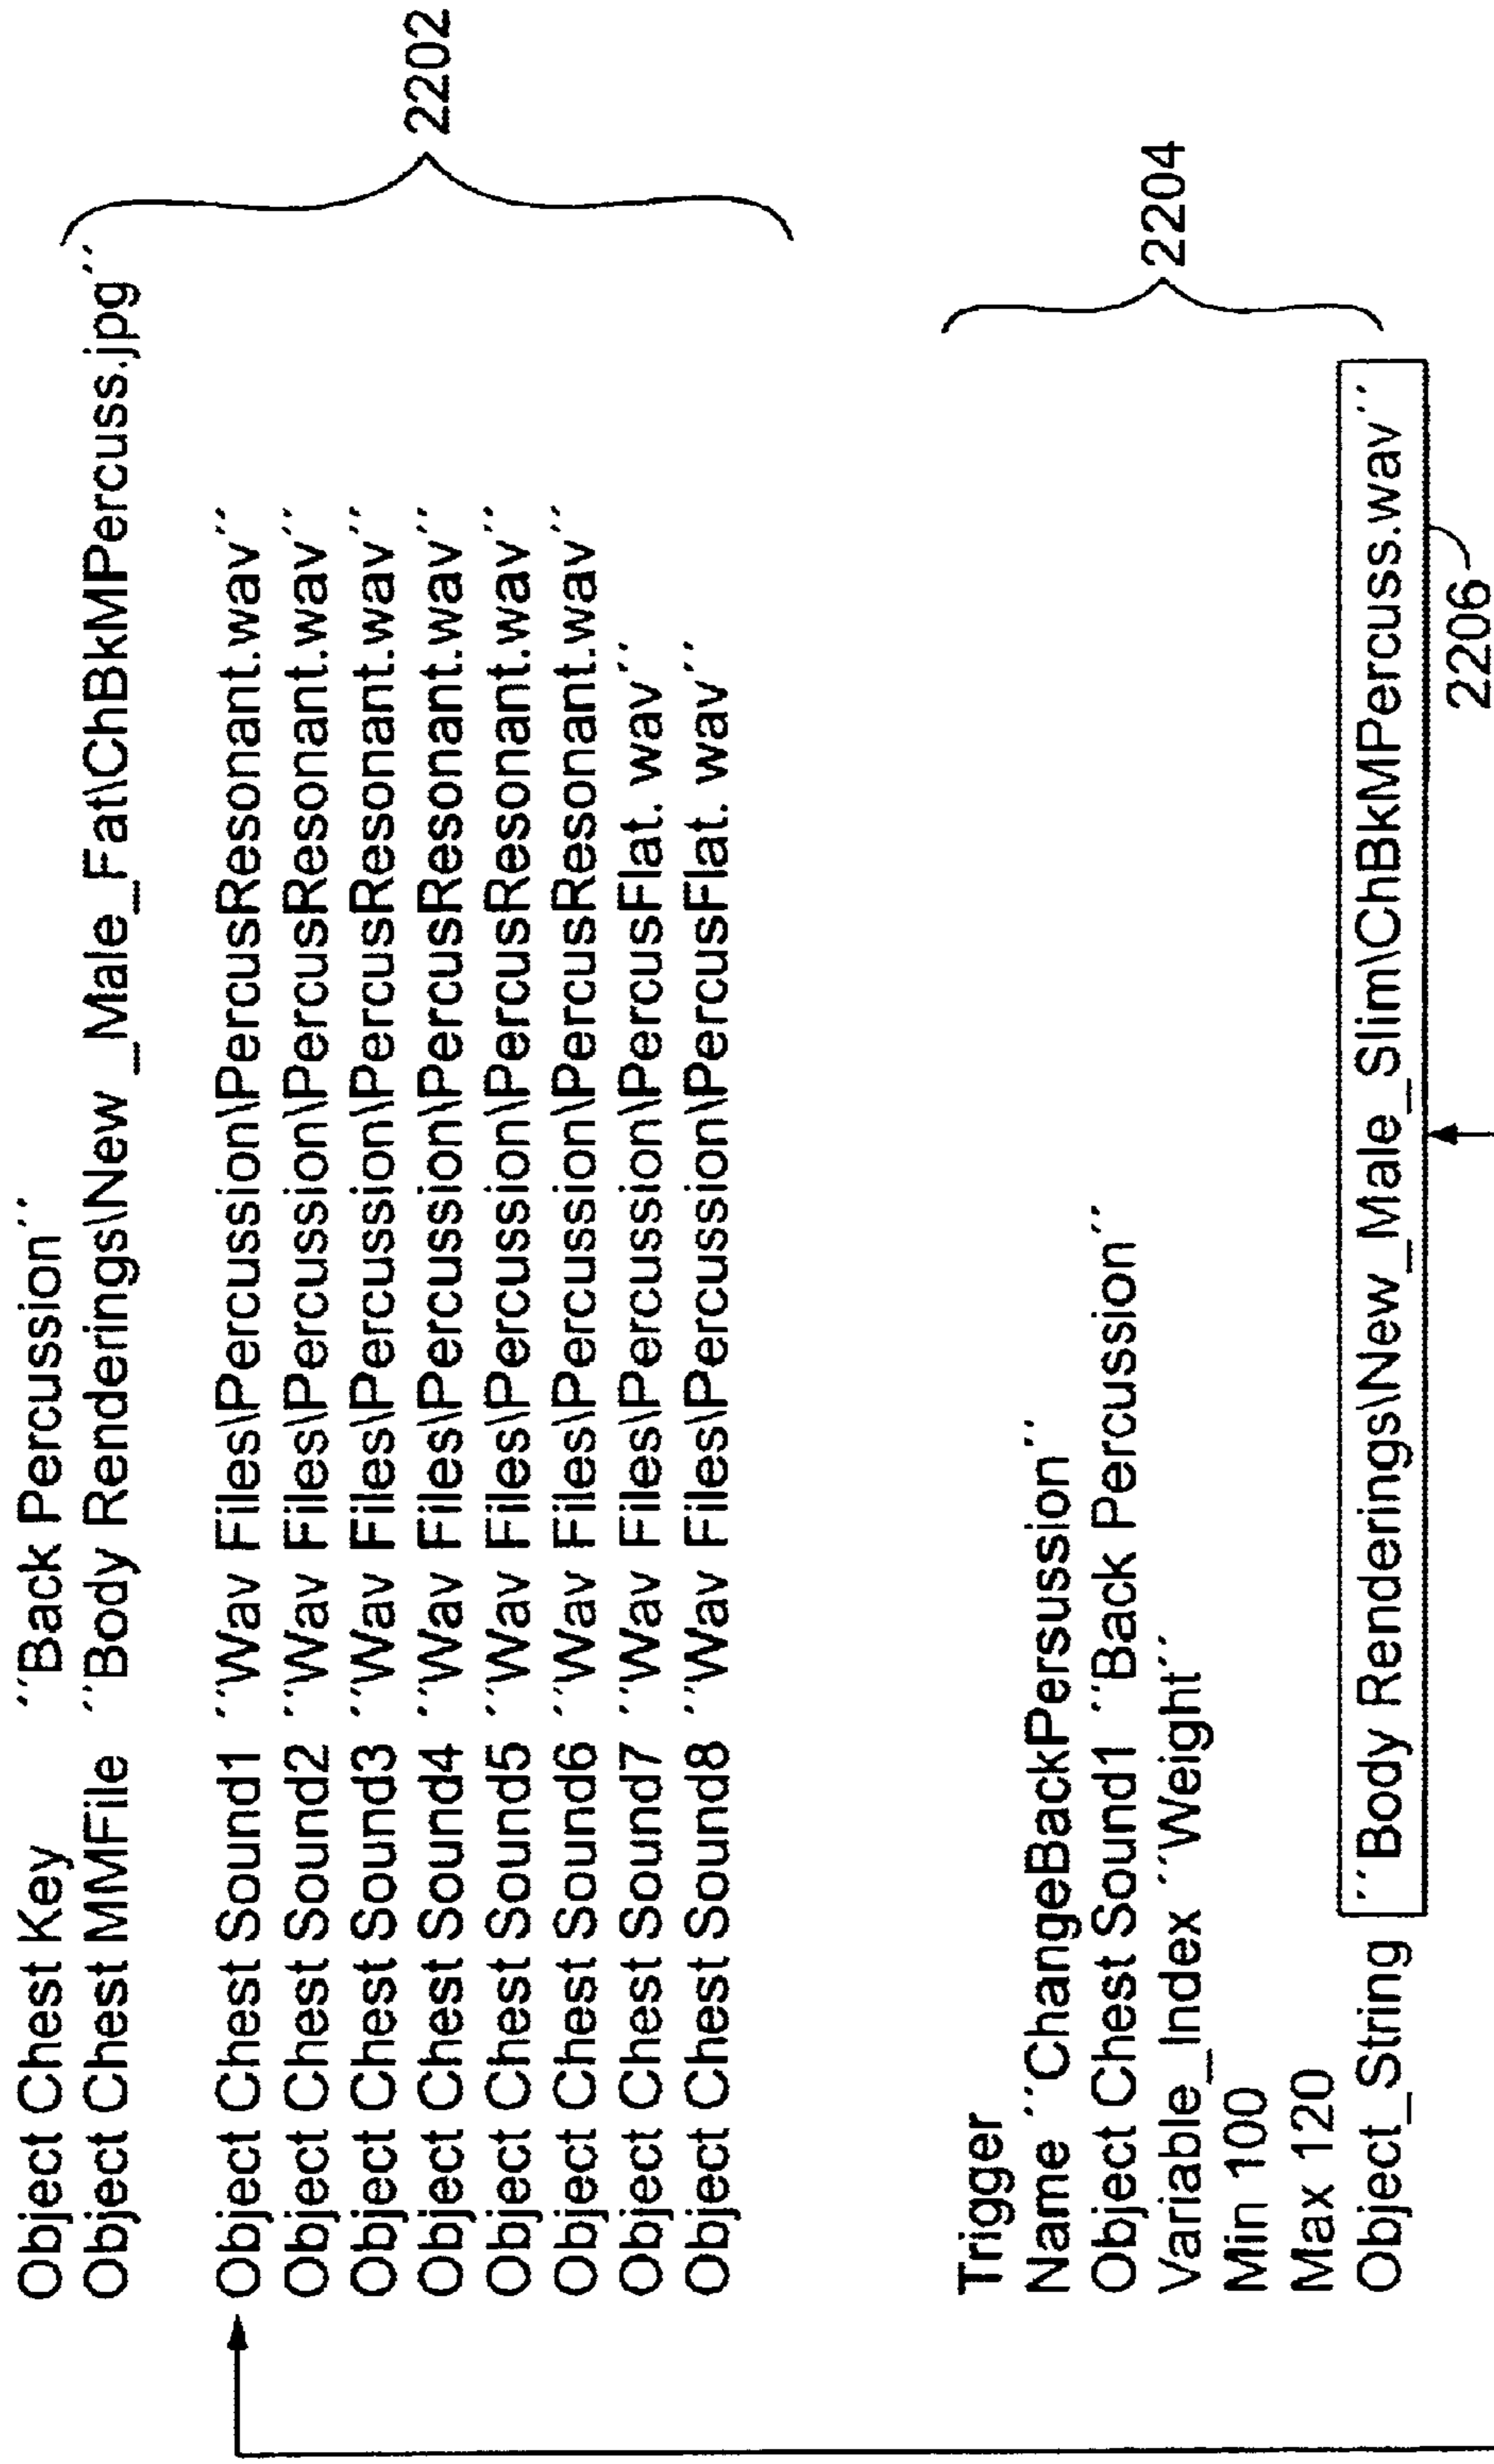 Object Chest Key ´´Back Percussion´´
Object Chest MMFile ´´Body Renderings\New _Male_Fat\ChBkMPercuss.jpg´´
Object Chest Sound1 ´´Wav Files\Percussion\PercusResonant.wav´´
Object Chest Sound2 ´´Wav Files\Percussion\PercusResonant.wav´´
Object Chest Sound3 ´´Wav Files\Percussion\PercusResonant.wav´´
Object Chest Sound4 ´´Wav Files\Percussion\PercusResonant.wav´´
Object Chest Sound5 ´´Wav Files\Percussion\PercusResonant.wav´´
Object Chest Sound6 ´´Wav Files\Percussion\PercusResonant.wav´´
Object Chest Sound7 ´´Wav Files\Percussion\PercusFlat. wav´´
Object Chest Sound8 ´´Wav Files\Percussion\PercusFlat. wav´´
2202
Trigger
Name ´´ChangeBackPersussion´´
Object Chest Sound1 ´´Back Percussion´´
Variable_Index ´´Weight´´
Min 100
Max 120
Object_String ´´Body Renderings\New_Male_Slim\ChBkMPercuss.wav´´
2204
2206